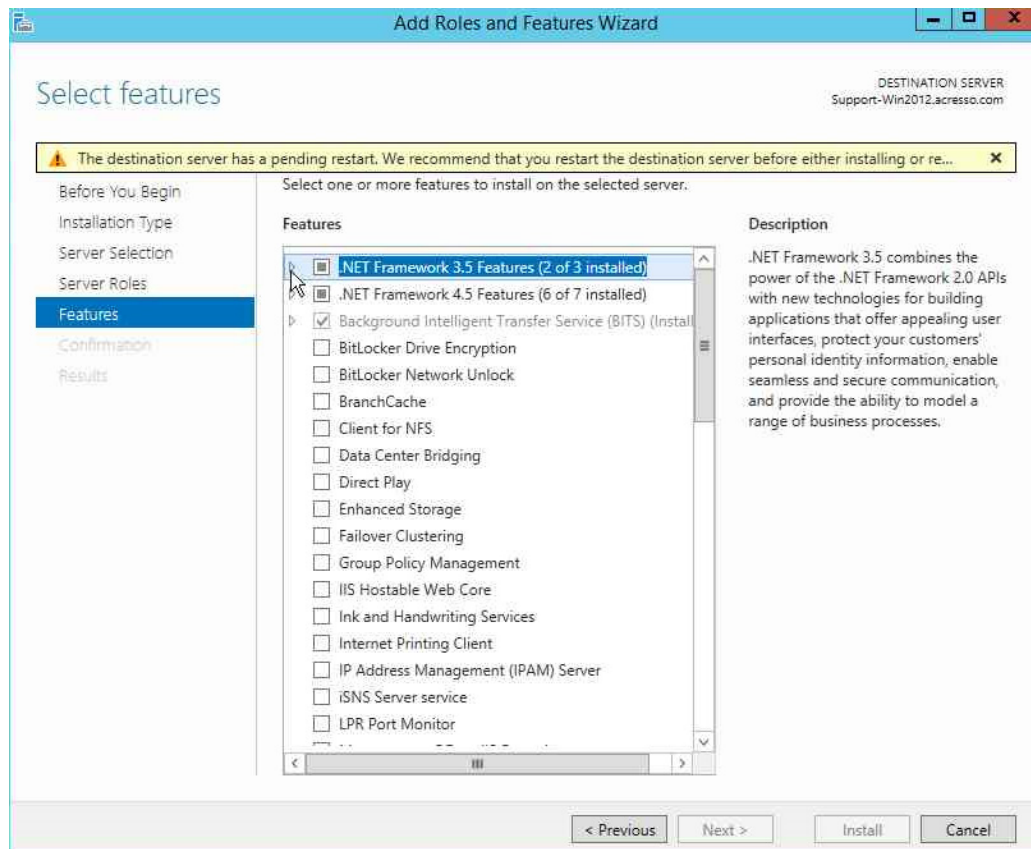 Add Roles and Features Wizard
Select features
DESTINATION SERVER
Support-Win2012.acresso.com
The destination server has a pending restart. We recommend that you restart the destination server before either installing or re...
Before You Begin
Installation Type
Server Selection
Server Roles
Features
Confirmation
Results
Select one or more features to install on the selected server.
Features
.NET Framework 3.5 Features (2 of 3 installed)
.NET Framework 4.5 Features (6 of 7 installed)
Background Intelligent Transfer Service (BITS) (Install
BitLocker Drive Encryption
BitLocker Network Unlock
BranchCache
Client for NFS
Data Center Bridging
Direct Play
Enhanced Storage
Failover Clustering
Group Policy Management
IIS Hostable Web Core
Ink and Handwriting Services
Internet Printing Client
IP Address Management (IPAM) Server
iSNS Server service
LPR Port Monitor
Description
.NET Framework 3.5 combines the
power of the .NET Framework 2.0 APIs
with new technologies for building
applications that offer appealing user
interfaces, protect your customers'
personal identity information, enable
seamless and secure communication,
and provide the ability to model a
range of business processes.
< Previous
Next >
Install
Cancel